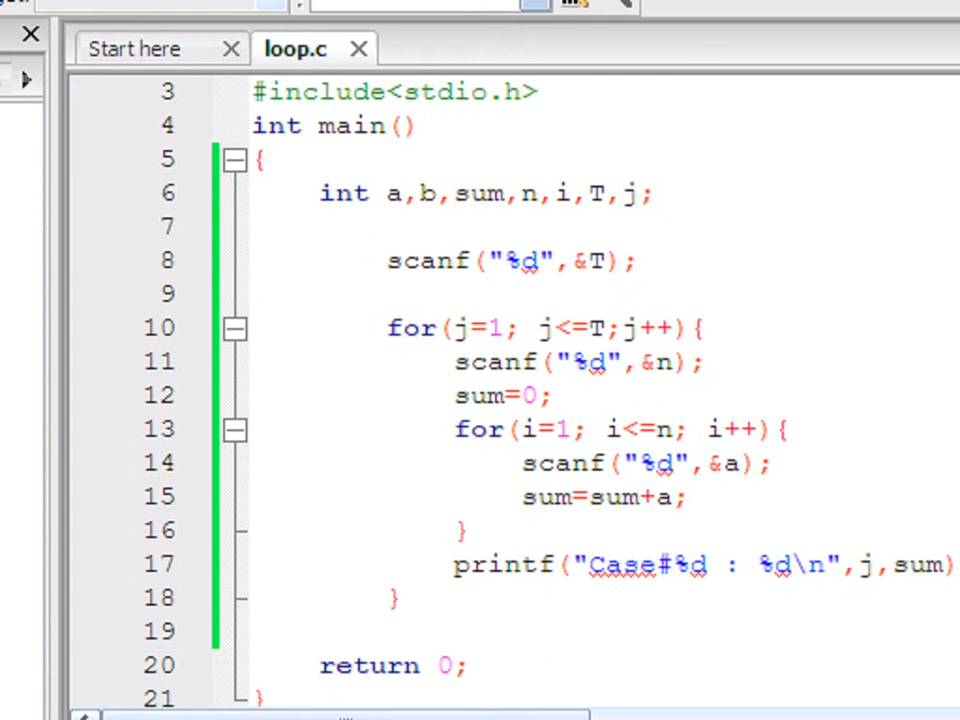 Start here
loop.c
3 #include<stdio.h>
4 int main()
5 {
6 int a,b,sum,n,i,T,j;
7
8 scanf("%d",&T);
9
10 for(j=1; j<=T;j++){
11 scanf("%d",&n);
12 sum=0;
13 for(i=1; i<=n; i++){
14 scanf("%d",&a);
15 sum=sum+a;
16 }
17 printf("Case#%d : %d\n",j,sum)
18 }
19
20 return 0;
21 }